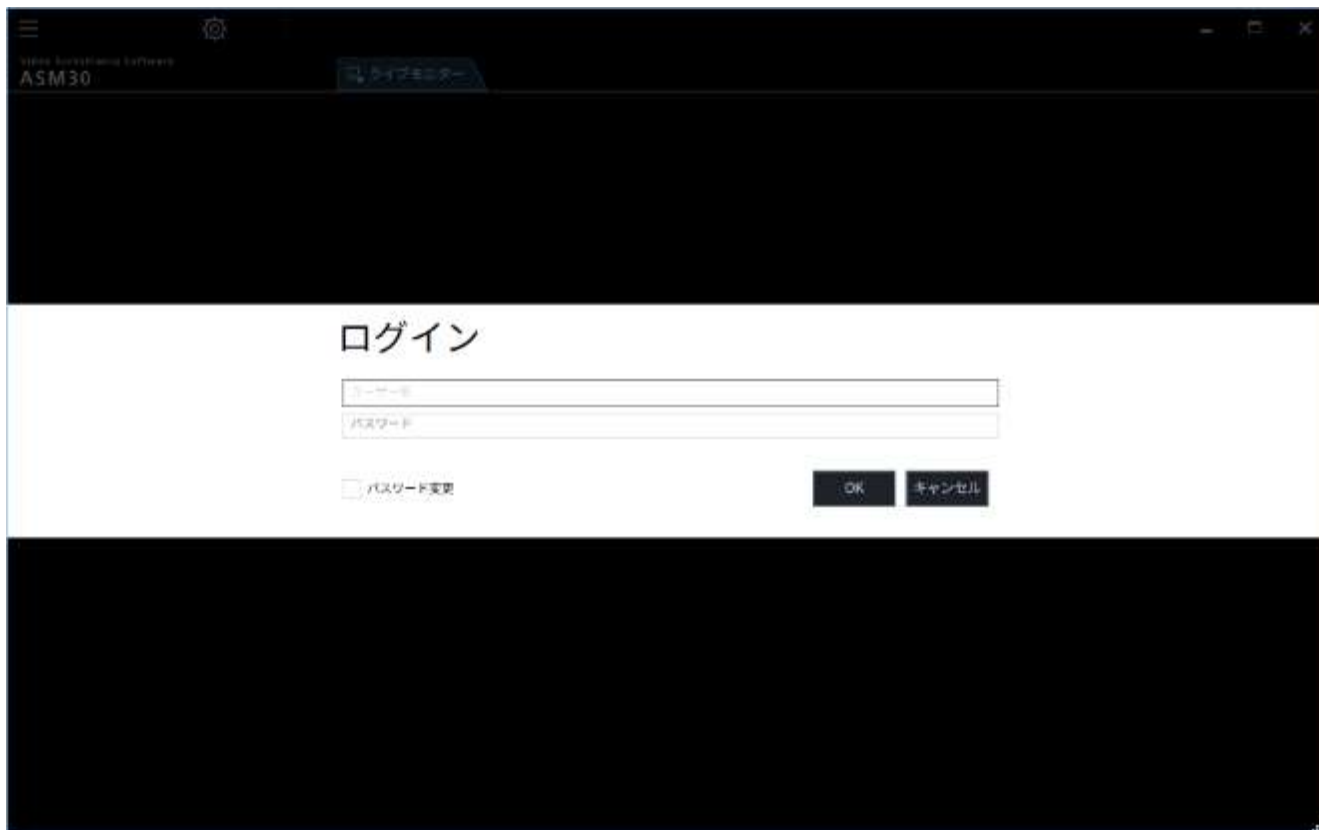 Video Surveillance Software
ASM30
ライブモニター
ログイン
ユーザー名
パスワード
パスワード変更
OK
キャンセル